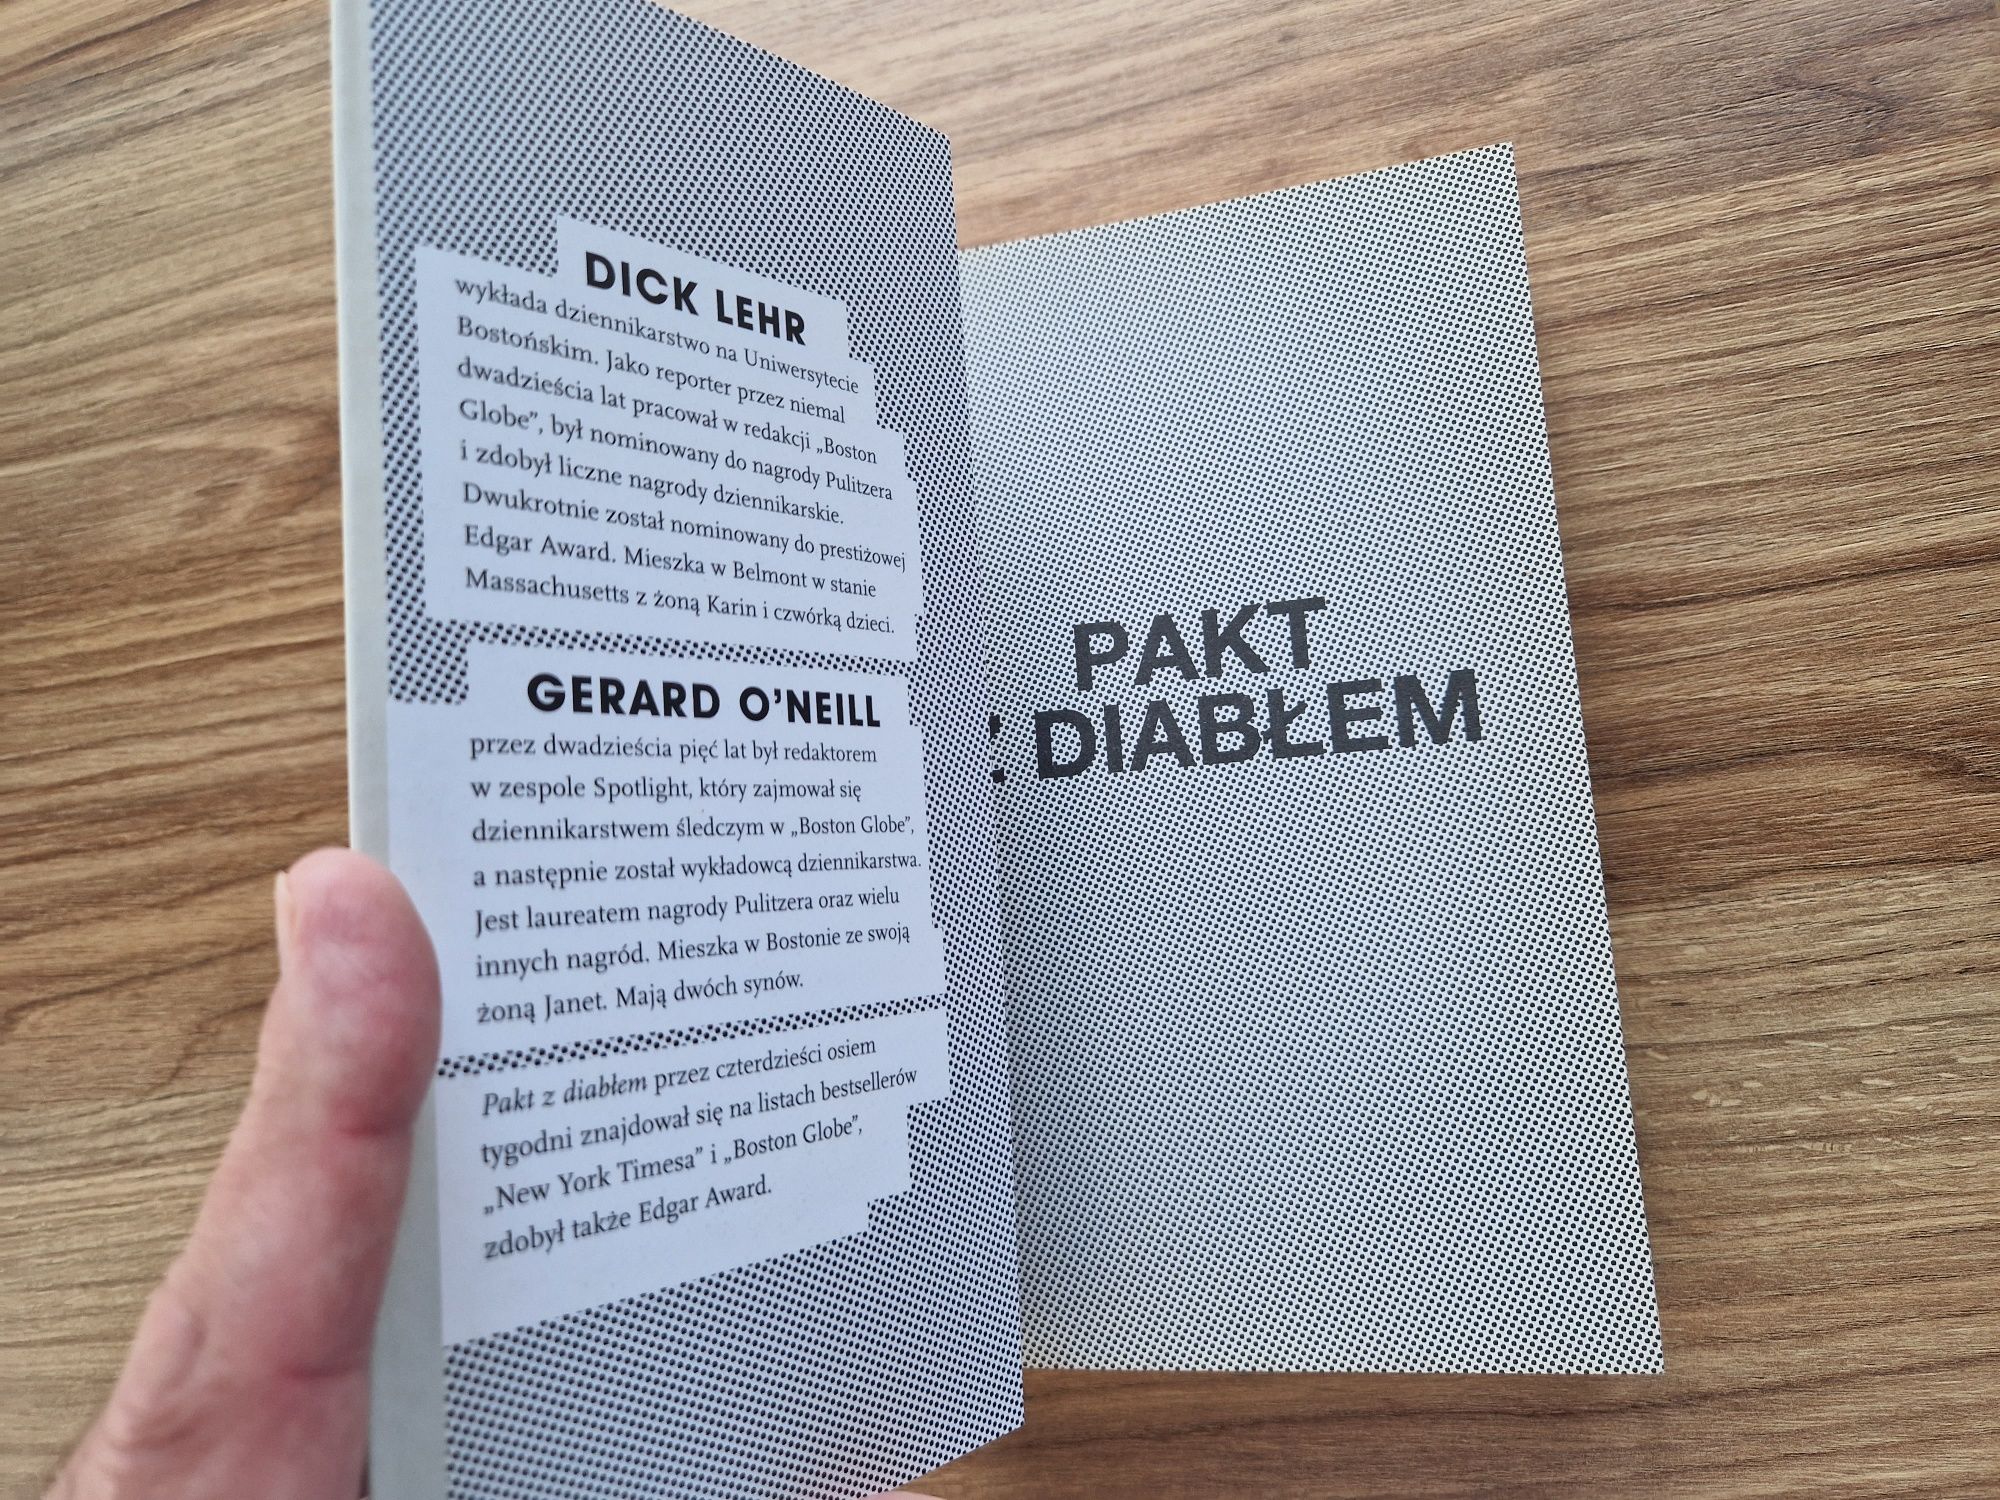 DICK LEHR
wykłada dziennikarstwo na Uniwersytecie
Bostońskim. Jako reporter przez niemal
dwadzieścia lat pracował w redakcji „Boston
Globe”, był nominowany do nagrody Pulitzera
i zdobył liczne nagrody dziennikarskie.
Dwukrotnie został nominowany do prestiżowej
Edgar Award. Mieszka w Belmont w stanie
Massachusetts z żoną Karin i czwórką dzieci.
GERARD O’NEILL
przez dwadzieścia pięć lat był redaktorem
w zespole Spotlight, który zajmował się
dziennikarstwem śledczym w „Boston Globe”,
a następnie został wykładowcą dziennikarstwa.
Jest laureatem nagrody Pulitzera oraz wielu
innych nagród. Mieszka w Bostonie ze swoją
żoną Janet. Mają dwóch synów.
Pakt z diabłem przez czterdzieści osiem
tygodni znajdował się na listach bestsellerów
„New York Timesa” i „Boston Globe”,
zdobył także Edgar Award.
PAKT
Z DIABŁEM